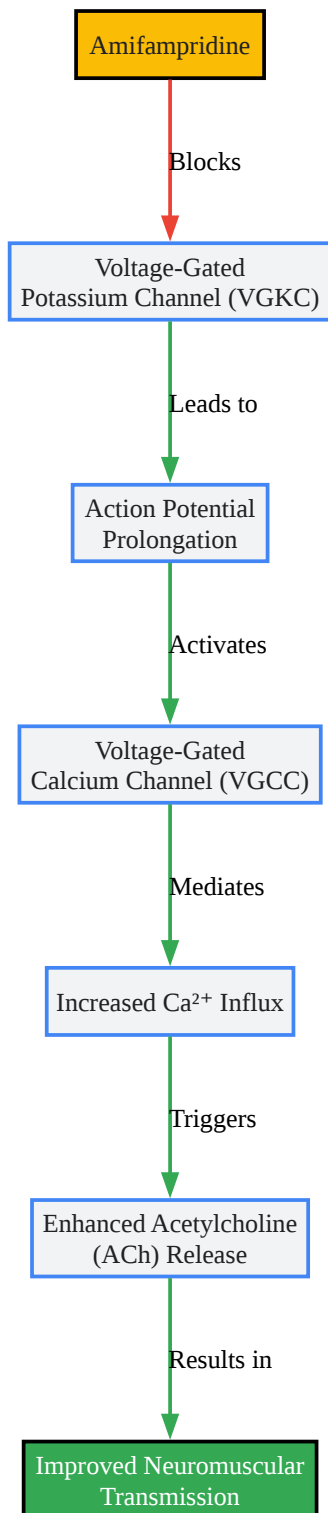 Amifampridine
Blocks
Voltage-Gated
Potassium Channel (VGKC)
Leads to
Action Potential
Prolongation
Activates
Voltage-Gated
Calcium Channel (VGCC)
Mediates
Increased Ca²⁺ Influx
Triggers
Enhanced Acetylcholine
(ACh) Release
Results in
Improved Neuromuscular
Transmission